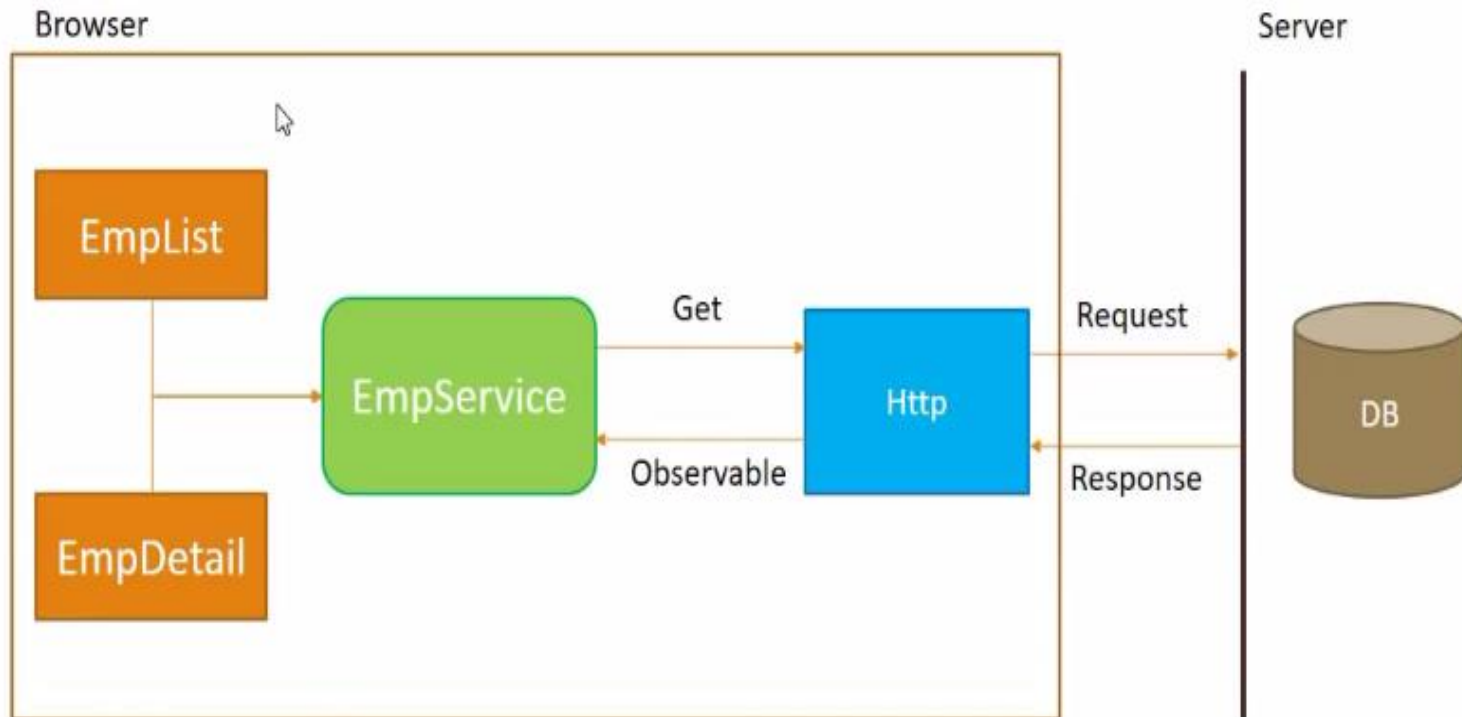 Browser
Server
EmpList
Get
Request
EmpService
Http
DB
Observable
Response
EmpDetail